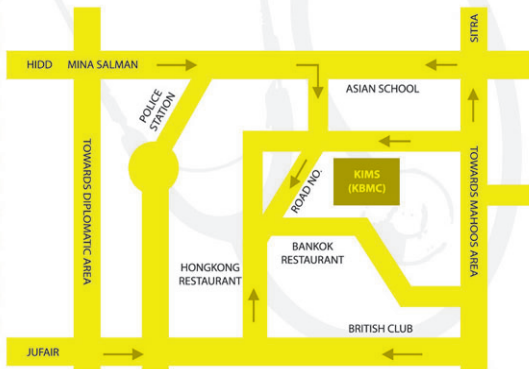 SITRA
HIDD MINA SALMAN
ASIAN SCHOOL
POLICE
STATION
TOWARDS DIPLOMATIC AREA
ROAD NO.
KIMS
(KBMC)
TOWARDS MAHOOS AREA
BANKOK
RESTAURANT
HONGKONG
RESTAURANT
BRITISH CLUB
JUFAIR